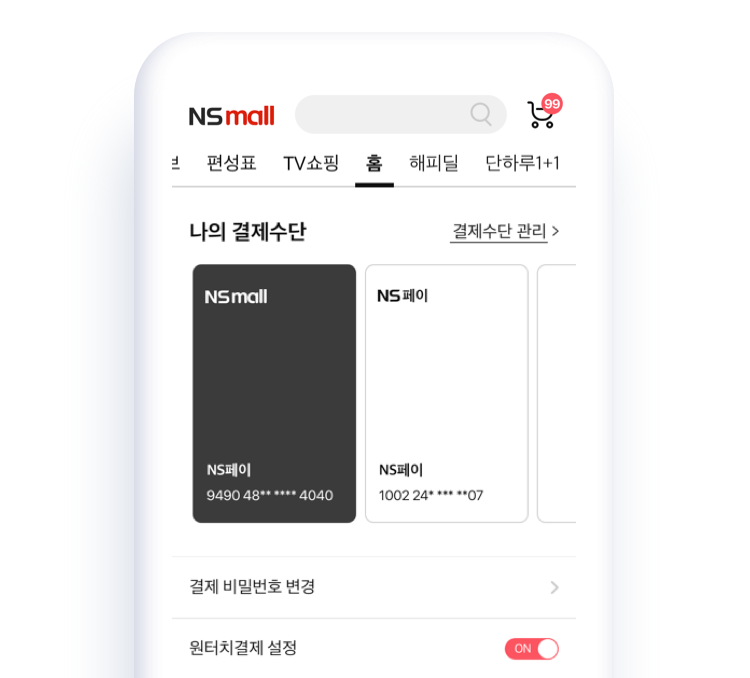 NSmall 99
브 편성표 TV쇼핑 홈 해피딜 단하루1+1
나의 결제수단 결제수단 관리 >
NSmall
NS페이
9490 48** **** 4040
NS 페이
NS페이
1002 24* *** **07
결제 비밀번호 변경
원터치결제 설정 ON